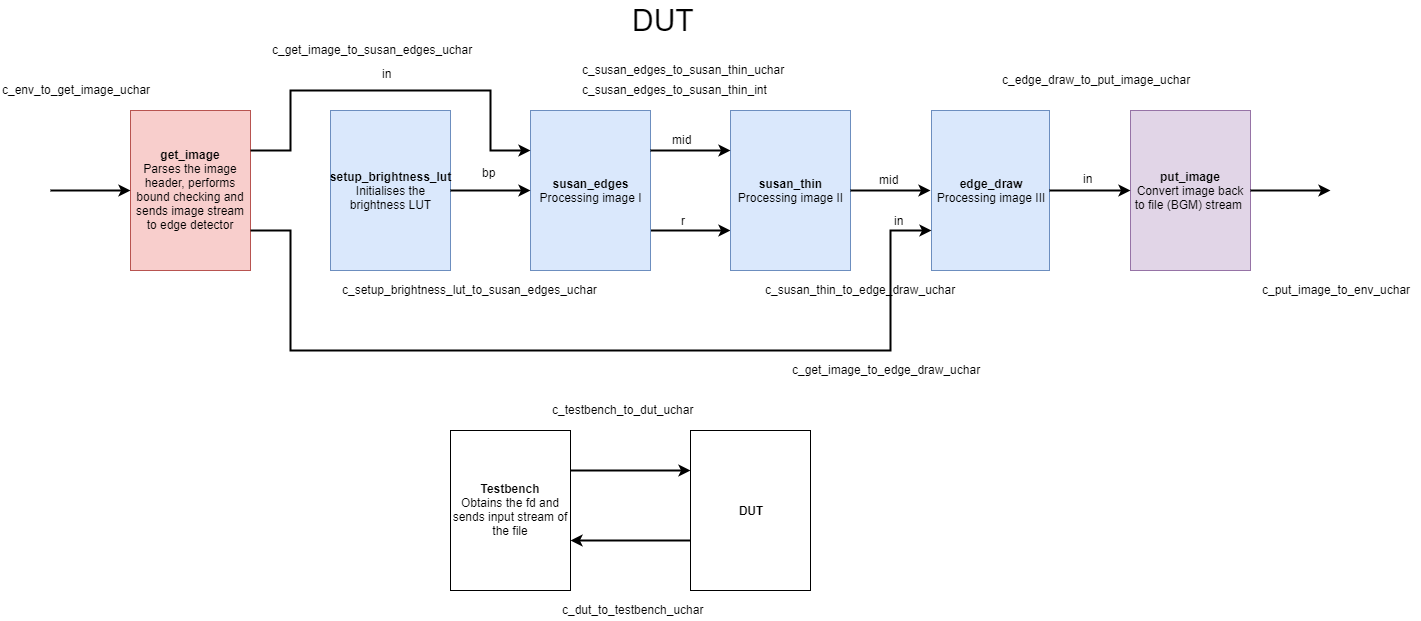 DUT
c_get_image_to_susan_edges_uchar
in
c_susan_edges_to_susan_thin_uchar
c_edge_draw_to_put_image_uchar
c_env_to_get_image_uchar
c_susan_edges_to_susan_thin_int
get_image
Parses the image
header, performs
bound checking and
sends image stream
to edge detector
setup_brightness_lut
Initialises the
brightness LUT
bp
susan_edges
Processing image I
mid
r
susan_thin
Processing image II
mid
in
edge_draw
Processing image III
in
put_image
Convert image back
to file (BGM) stream
c_setup_brightness_lut_to_susan_edges_uchar
c_susan_thin_to_edge_draw_uchar
c_put_image_to_env_uchar
c_get_image_to_edge_draw_uchar
c_testbench_to_dut_uchar
Testbench
Obtains the fd and
sends input stream of
the file
DUT
c_dut_to_testbench_uchar